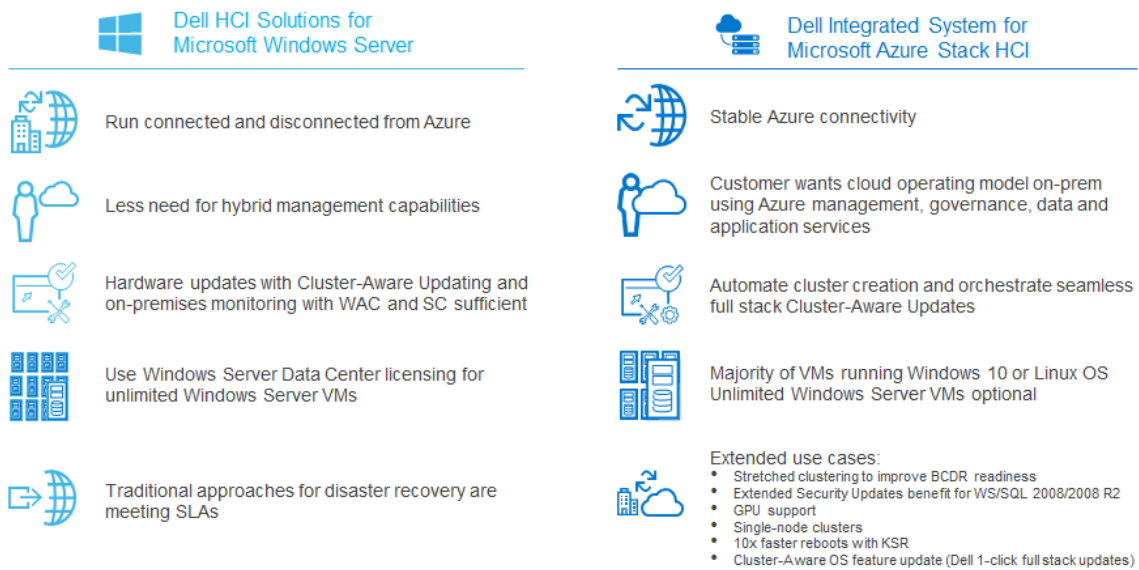 Dell HCI Solutions for
Microsoft Windows Server
Run connected and disconnected from Azure
Less need for hybrid management capabilities
Hardware updates with Cluster-Aware Updating and
on-premises monitoring with WAC and SC sufficient
Use Windows Server Data Center licensing for
unlimited Windows Server VMs
Traditional approaches for disaster recovery are
meeting SLAs
Dell Integrated System for
Microsoft Azure Stack HCI
Stable Azure connectivity
Customer wants cloud operating model on-prem
using Azure management, governance, data and
application services
Automate cluster creation and orchestrate seamless
full stack Cluster-Aware Updates
Majority of VMs running Windows 10 or Linux OS
Unlimited Windows Server VMs optional
Extended use cases:
• Stretched clustering to improve BCDR readiness
• Extended Security Updates benefit for WS/SQL 2008/2008 R2
• GPU support
• Single-node clusters
• 10x faster reboots with KSR
• Cluster-Aware OS feature update (Dell 1-click full stack updates)